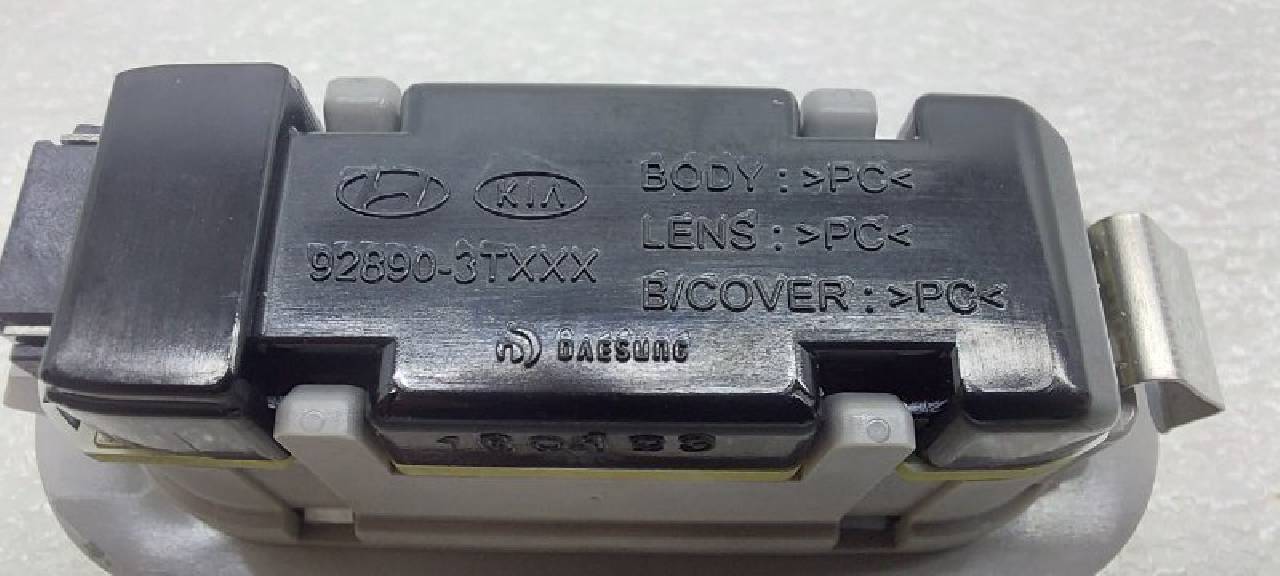 KIA
92890-3TXXX
BODY : >PC<
LENS : >PC<
B/COVER : >PC<
DAESUNG